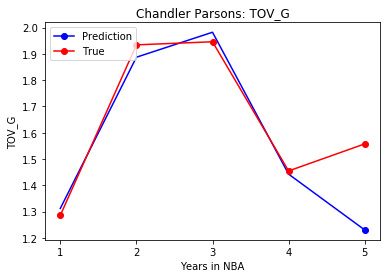 Chandler Parsons: TOV_G
Prediction
True
TOV_G
2.0
1.9
1.8
1.7
1.6
1.5
1.4
1.3
1.2
1 2 3 4 5
Years in NBA